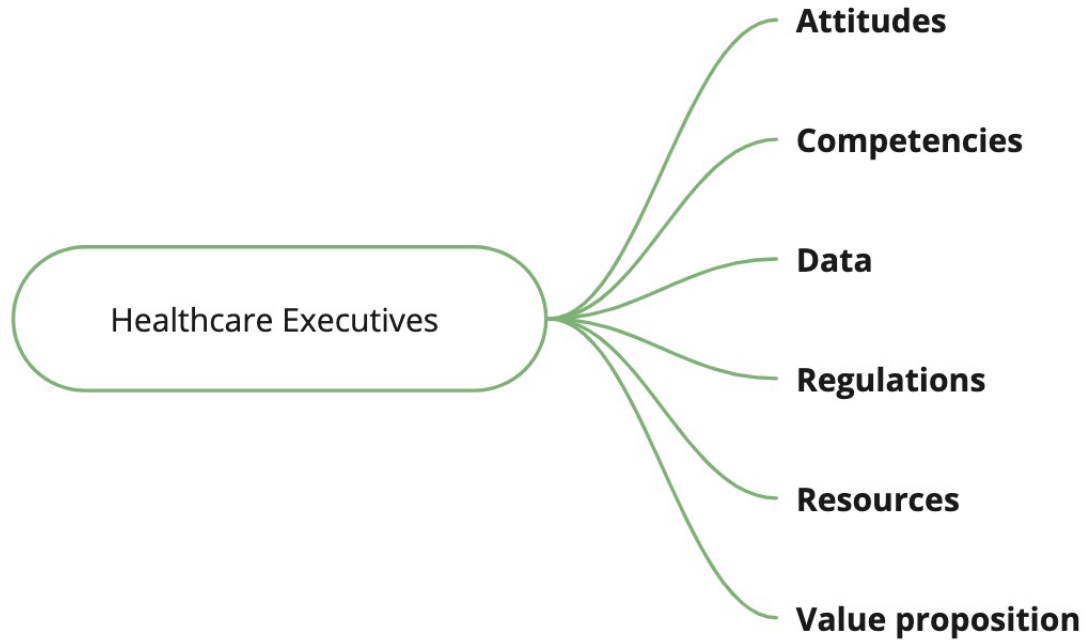 Attitudes
Competencies
Data
Healthcare Executives
Regulations
Resources
Value proposition